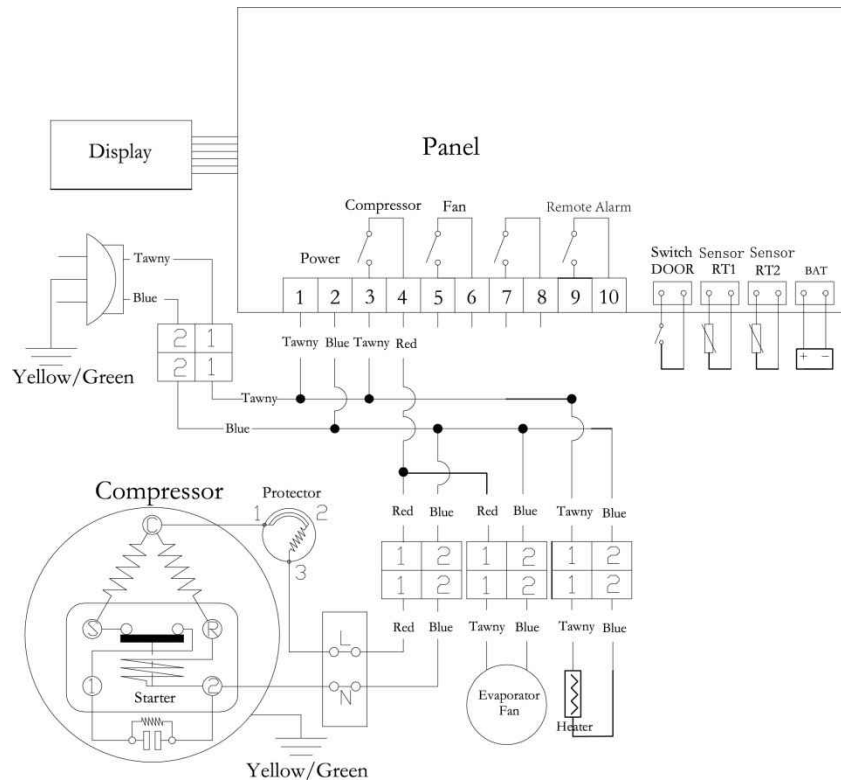 Display
Panel
Compressor
Fan
Remote Alarm
Power
Switch
DOOR
Sensor
RT1
Sensor
RT2
BAT
1 2 3 4 5 6 7 8 9 10
+ −
Tawny
Blue
2 1
2 1
Yellow/Green
Tawny Blue Tawny Red
Tawny
Blue
Compressor
Protector
1 2
3
C
S R
1 2
Starter
L
N
Red Blue Red Blue Tawny Blue
1 2 1 2 1 2
1 2 1 2 1 2
Red Blue Tawny Blue Tawny Blue
Evaporator
Fan
Heater
Yellow/Green